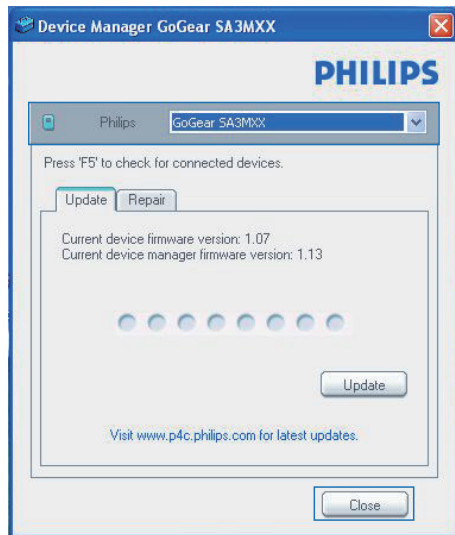 Device Manager GoGear SA3MXX
PHILIPS
Philips GoGear SA3MXX
Press 'F5' to check for connected devices.
Update Repair
Current device firmware version: 1.07
Current device manager firmware version: 1.13
Update
Visit www.p4c.philips.com for latest updates.
Close